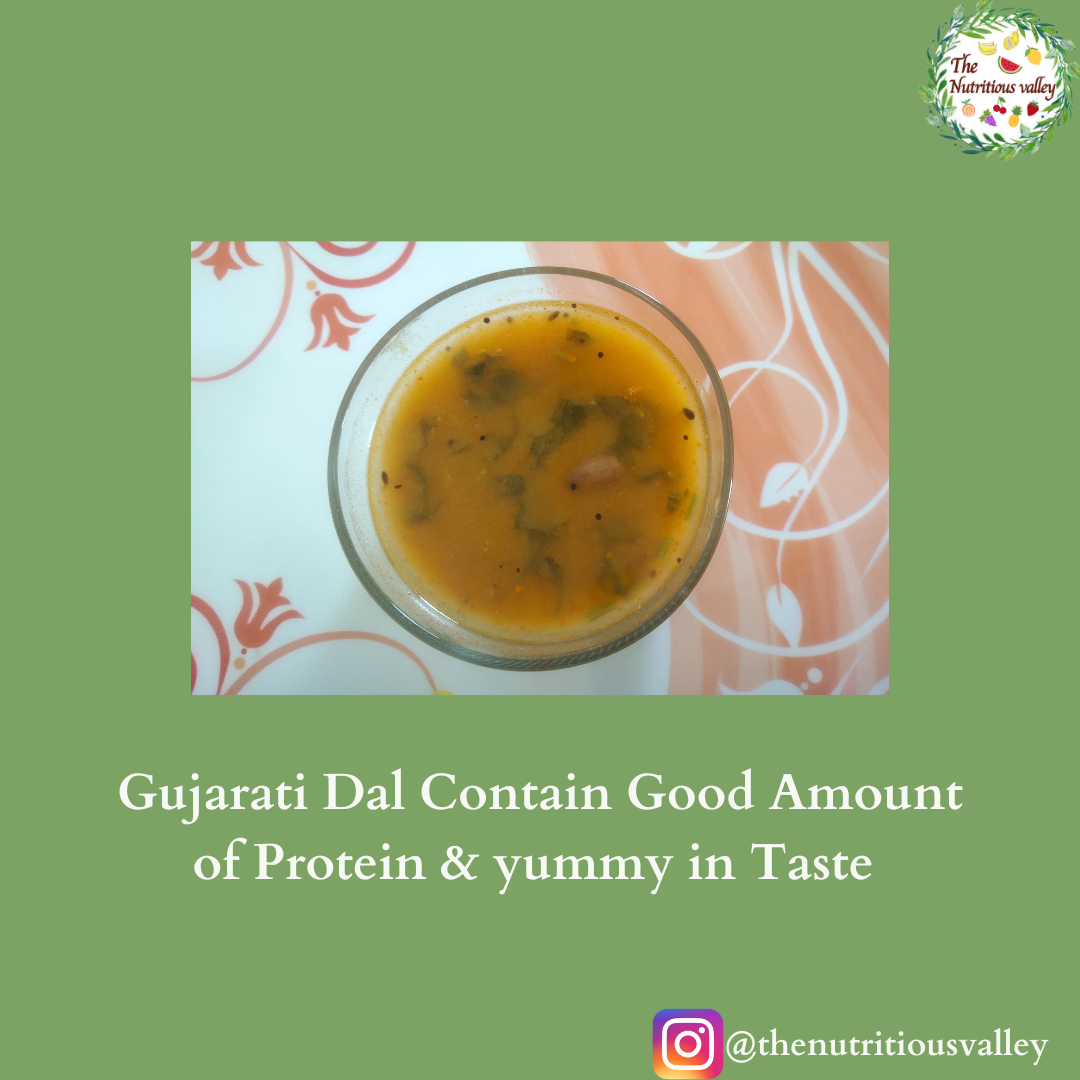 The
Nutritious valley
Gujarati Dal Contain Good Amount
of Protein & yummy in Taste
@thenutritiousvalley